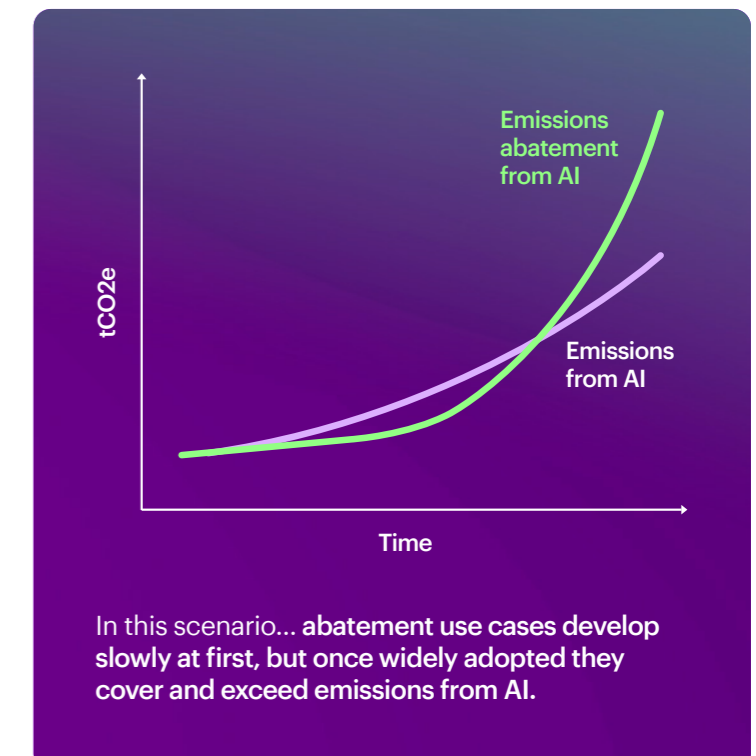 Emissions
abatement
from AI
tCO2e
Emissions
from AI
Time
In this scenario... abatement use cases develop
slowly at first, but once widely adopted they
cover and exceed emissions from AI.